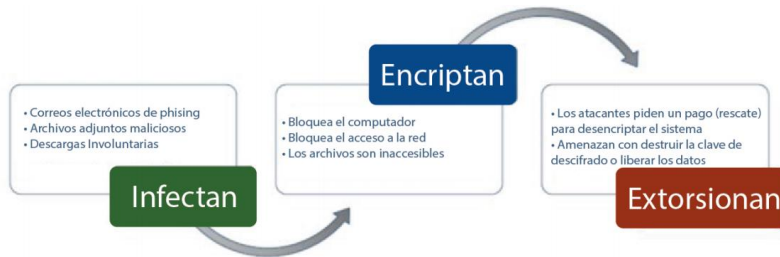 • Correos electrónicos de phising
• Archivos adjuntos maliciosos
• Descargas Involuntarias
Infectan
Encriptan
• Bloquea el computador
• Bloquea el acceso a la red
• Los archivos son inaccesibles
• Los atacantes piden un pago (rescate)
para desencriptar el sistema
• Amenazan con destruir la clave de
descifrado o liberar los datos
Extorsionan